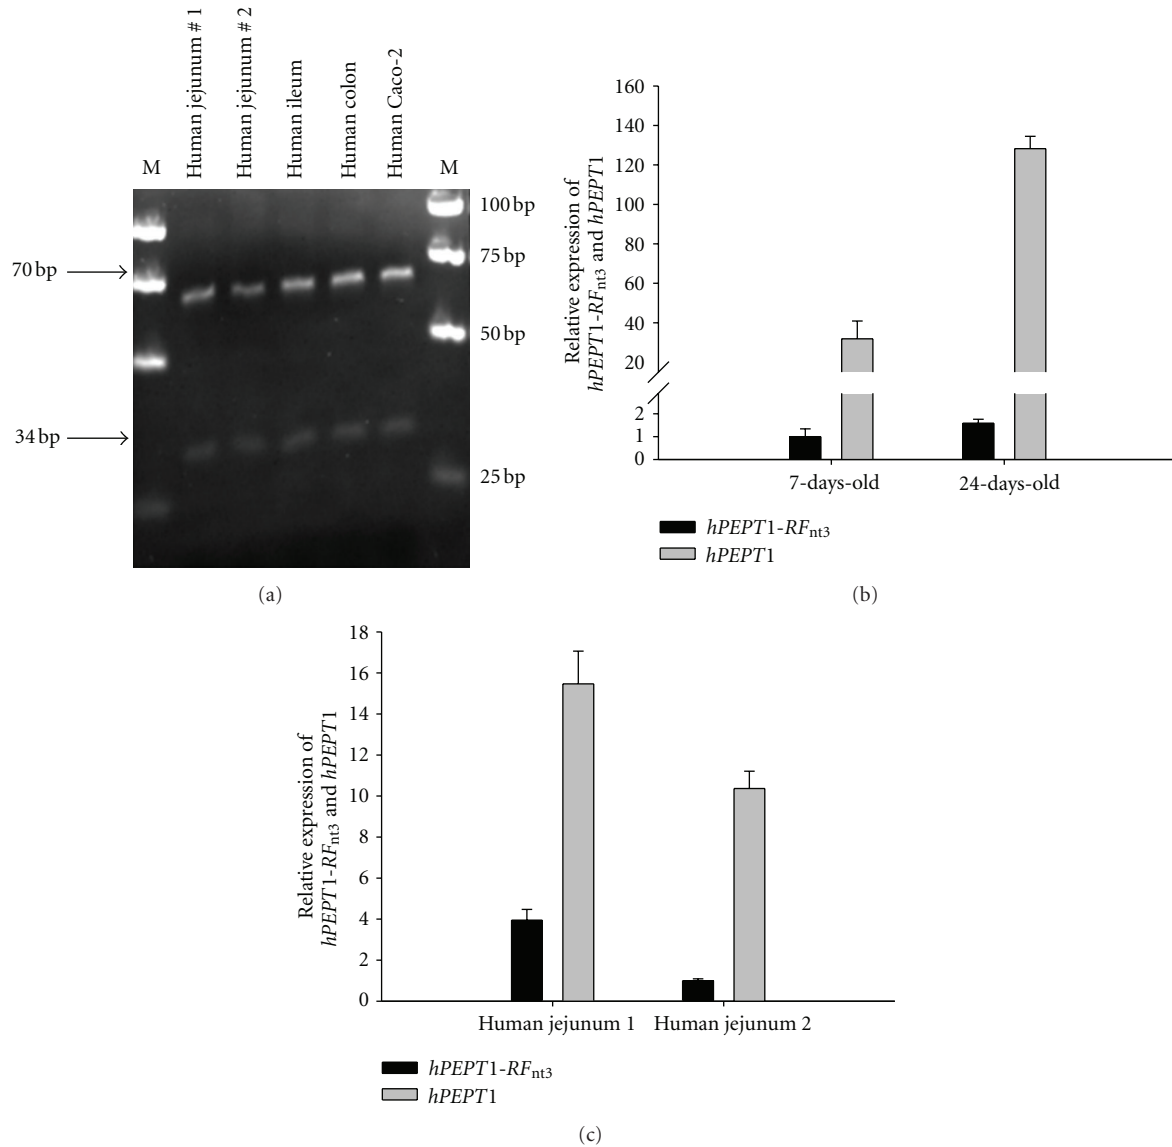 M
Human jejunum # 1
Human jejunum # 2
Human ileum
Human colon
Human Caco-2
M
100 bp
75 bp
70 bp
50 bp
34 bp
25 bp
(a)
Relative expression of
hPEPT1-RFnt3 and hPEPT1
160
140
120
100
80
60
40
20
2
1
0
7-days-old
24-days-old
hPEPT1-RFnt3
hPEPT1
(b)
Relative expression of
hPEPT1-RFnt3 and hPEPT1
18
16
14
12
10
8
6
4
2
0
Human jejunum 1
Human jejunum 2
hPEPT1-RFnt3
hPEPT1
(c)